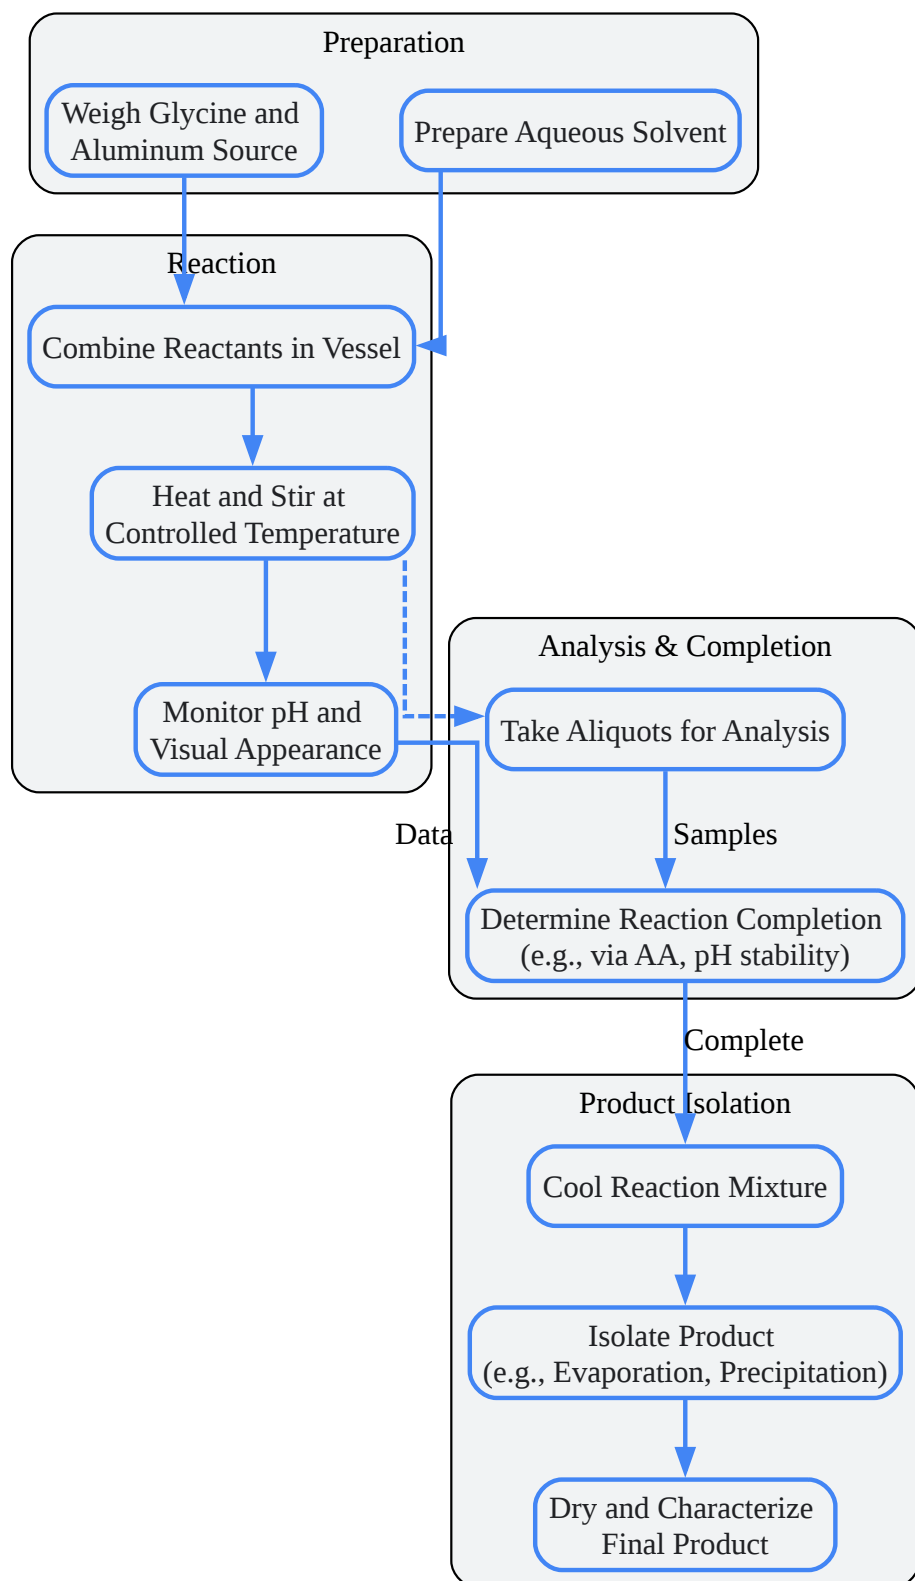 Preparation
Weigh Glycine and
Aluminum Source
Prepare Aqueous Solvent
Reaction
Combine Reactants in Vessel
Heat and Stir at
Controlled Temperature
Monitor pH and
Visual Appearance
Analysis & Completion
Take Aliquots for Analysis
Data
Samples
Determine Reaction Completion
(e.g., via AA, pH stability)
Complete
Product Isolation
Cool Reaction Mixture
Isolate Product
(e.g., Evaporation, Precipitation)
Dry and Characterize
Final Product